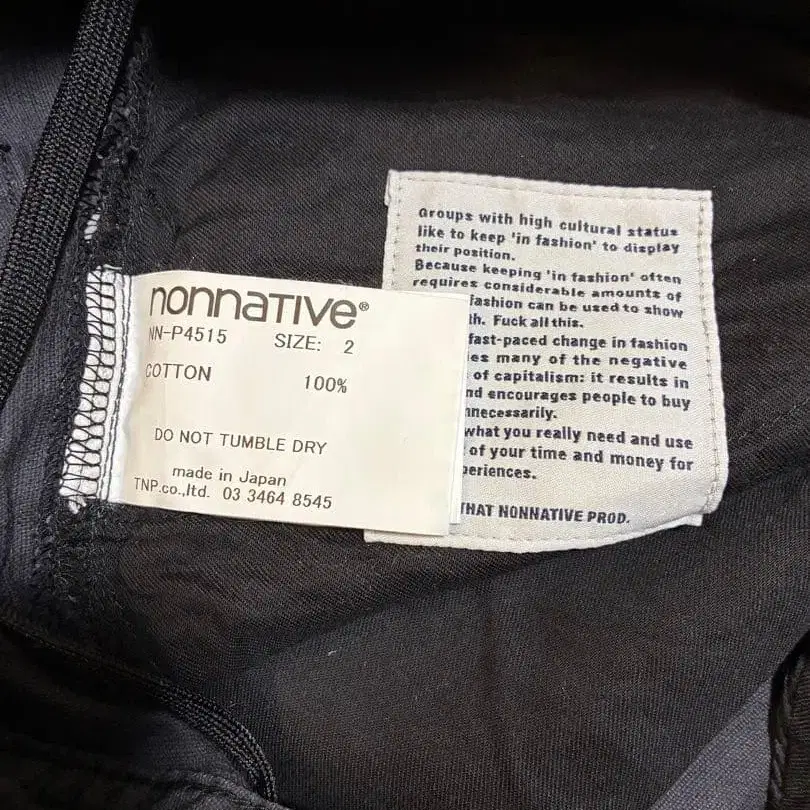 nonnative®
NN-P4515 SIZE: 2
COTTON 100%
DO NOT TUMBLE DRY
made in Japan
TNP.co.,ltd. 03 3464 8545
Groups with high cultural status
like to keep 'in fashion' to display
their position.
Because keeping 'in fashion' often
requires considerable amounts of
fashion can be used to show
th. Fuck all this.
fast-paced change in fashion
es many of the negative
of capitalism: it results in
nd encourages people to buy
nnecessarily.
what you really need and use
of your time and money for
periences.
THAT NONNATIVE PROD.